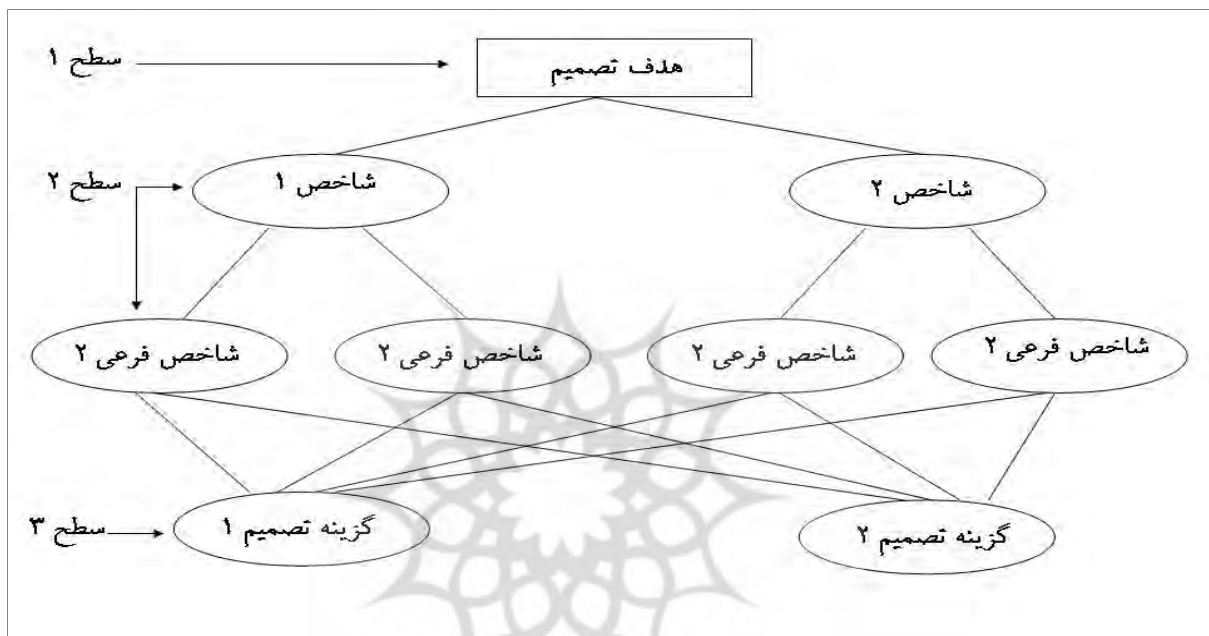 سطح ۱
هدف تصمیم
سطح ۲
شاخص ۱
شاخص ۲
شاخص فرعی ۲
شاخص فرعی ۲
شاخص فرعی ۲
شاخص فرعی ۲
سطح ۳
گزینه تصمیم ۱
گزینه تصمیم ۲